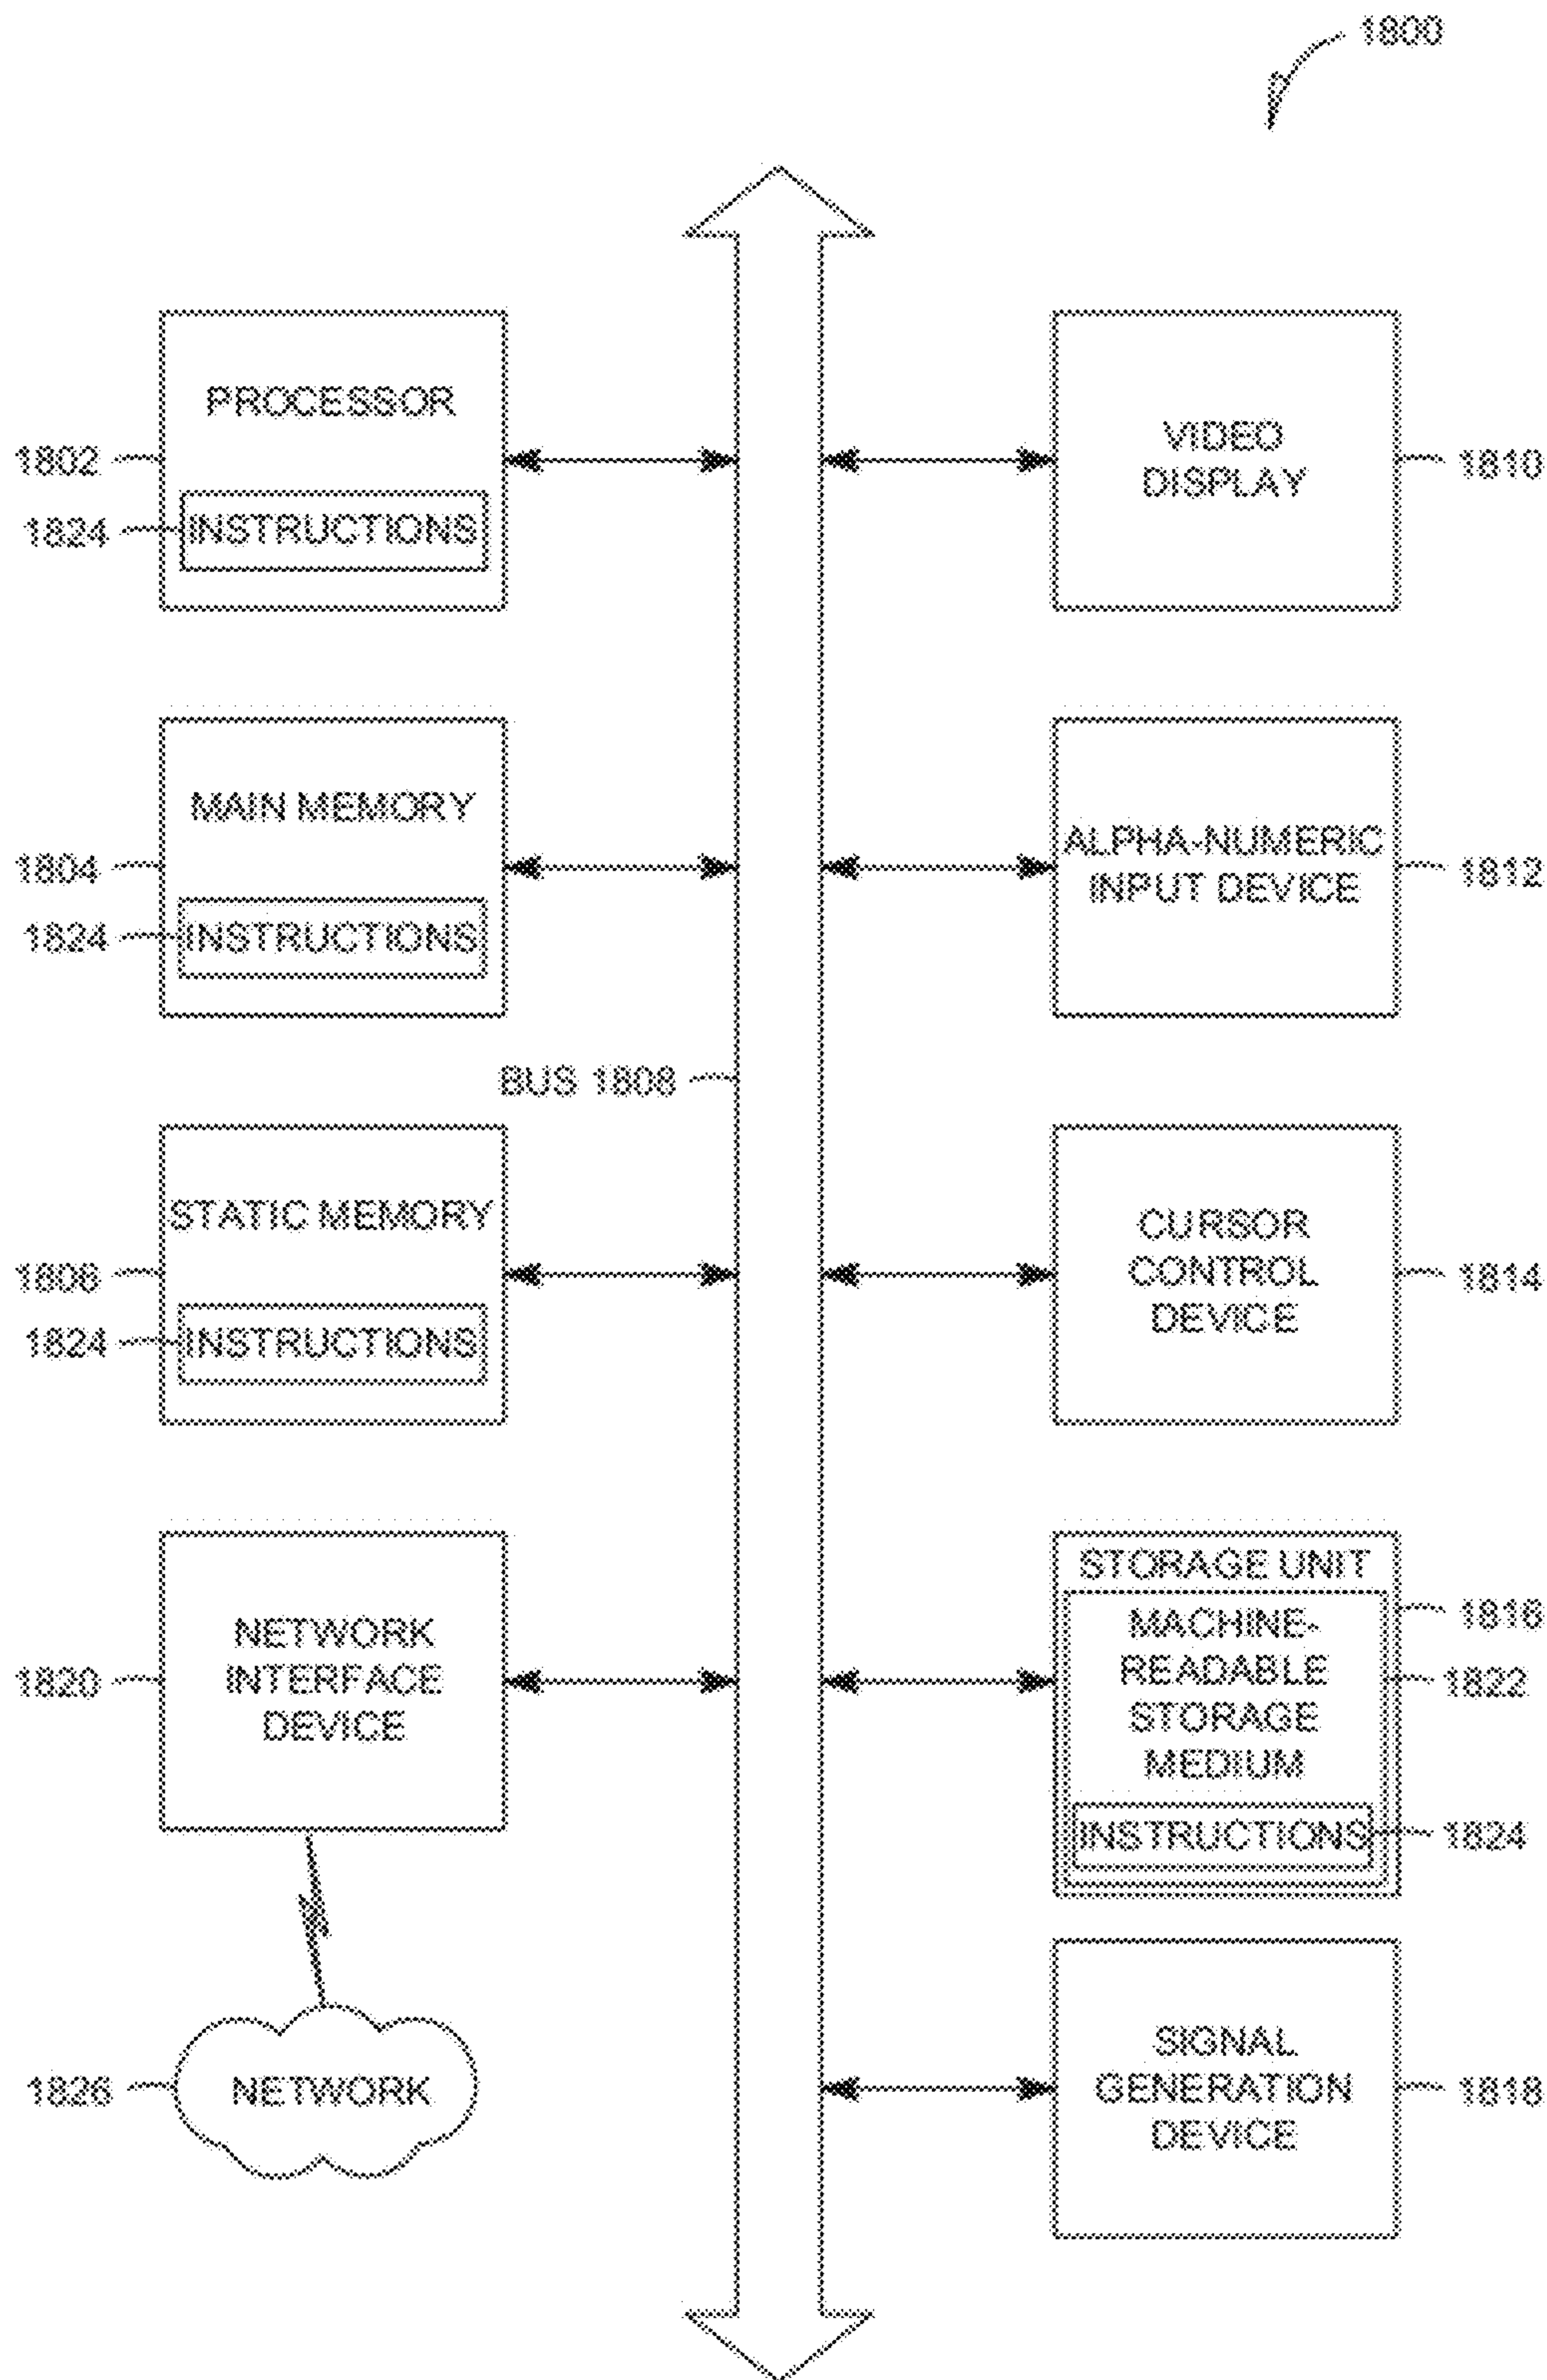 1800
PROCESSOR
1802
1824
INSTRUCTIONS
VIDEO
DISPLAY
1810
MAIN MEMORY
1804
1824
INSTRUCTIONS
ALPHA-NUMERIC
INPUT DEVICE
1812
BUS 1808
STATIC MEMORY
1806
1824
INSTRUCTIONS
CURSOR
CONTROL
DEVICE
1814
NETWORK
INTERFACE
DEVICE
1820
STORAGE UNIT
1816
MACHINE-
READABLE
STORAGE
MEDIUM
1822
INSTRUCTIONS
1824
1826
NETWORK
SIGNAL
GENERATION
DEVICE
1818